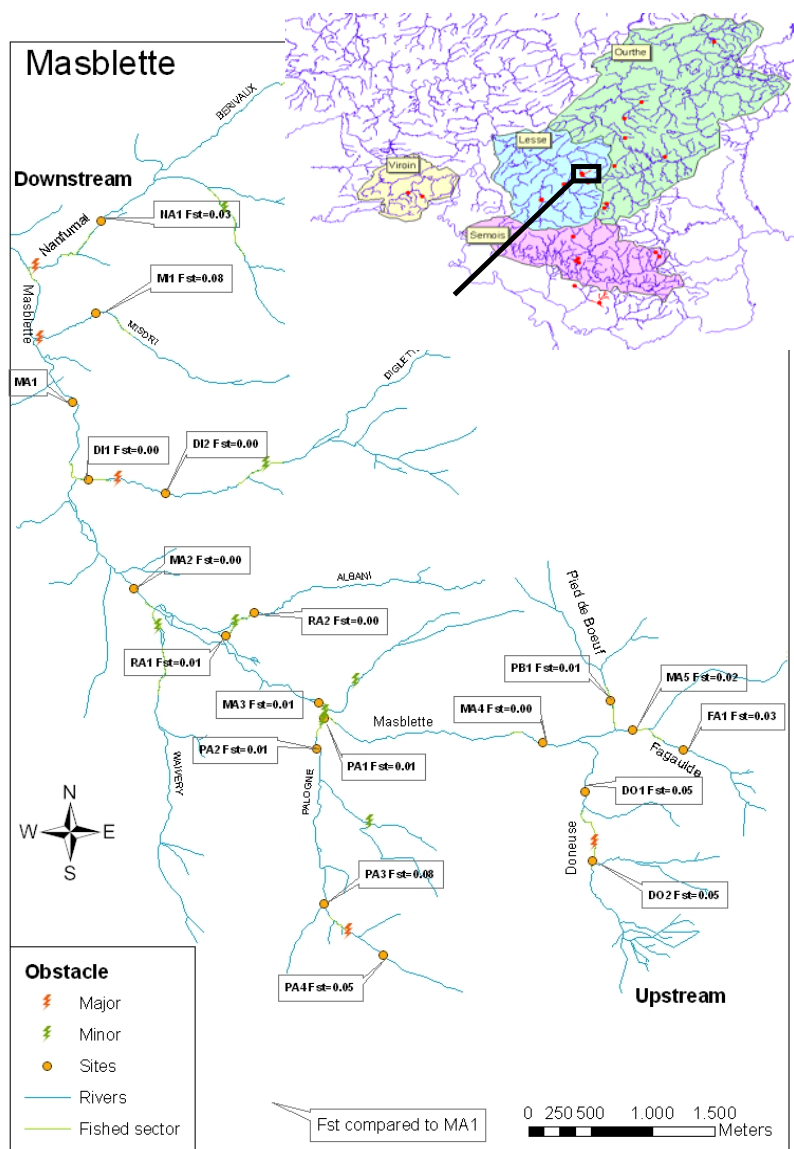 Masblette
Ourthe
Lesse
Viroin
Semois
BERIVAUX
Downstream
NA1 Fst=0.03
Nanfumat
MI1 Fst=0.08
Masblette
MISDRI
DIGLETT
MA1
DI1 Fst=0.00
DI2 Fst=0.00
MA2 Fst=0.00
ALBANI
Pied de Boeuf
RA2 Fst=0.00
RA1 Fst=0.01
PB1 Fst=0.01
MA5 Fst=0.02
MA3 Fst=0.01
Masblette
MA4 Fst=0.00
FA1 Fst=0.03
PA2 Fst=0.01
PA1 Fst=0.01
Fagaulde
WAIVERY
PALOGNE
DO1 Fst=0.05
N
W E
S
Doneuse
PA3 Fst=0.08
DO2 Fst=0.05
PA4 Fst=0.05
Upstream
Obstacle
Major
Minor
Sites
Rivers
Fished sector
Fst compared to MA1
0 250 500 1.000 1.500
Meters